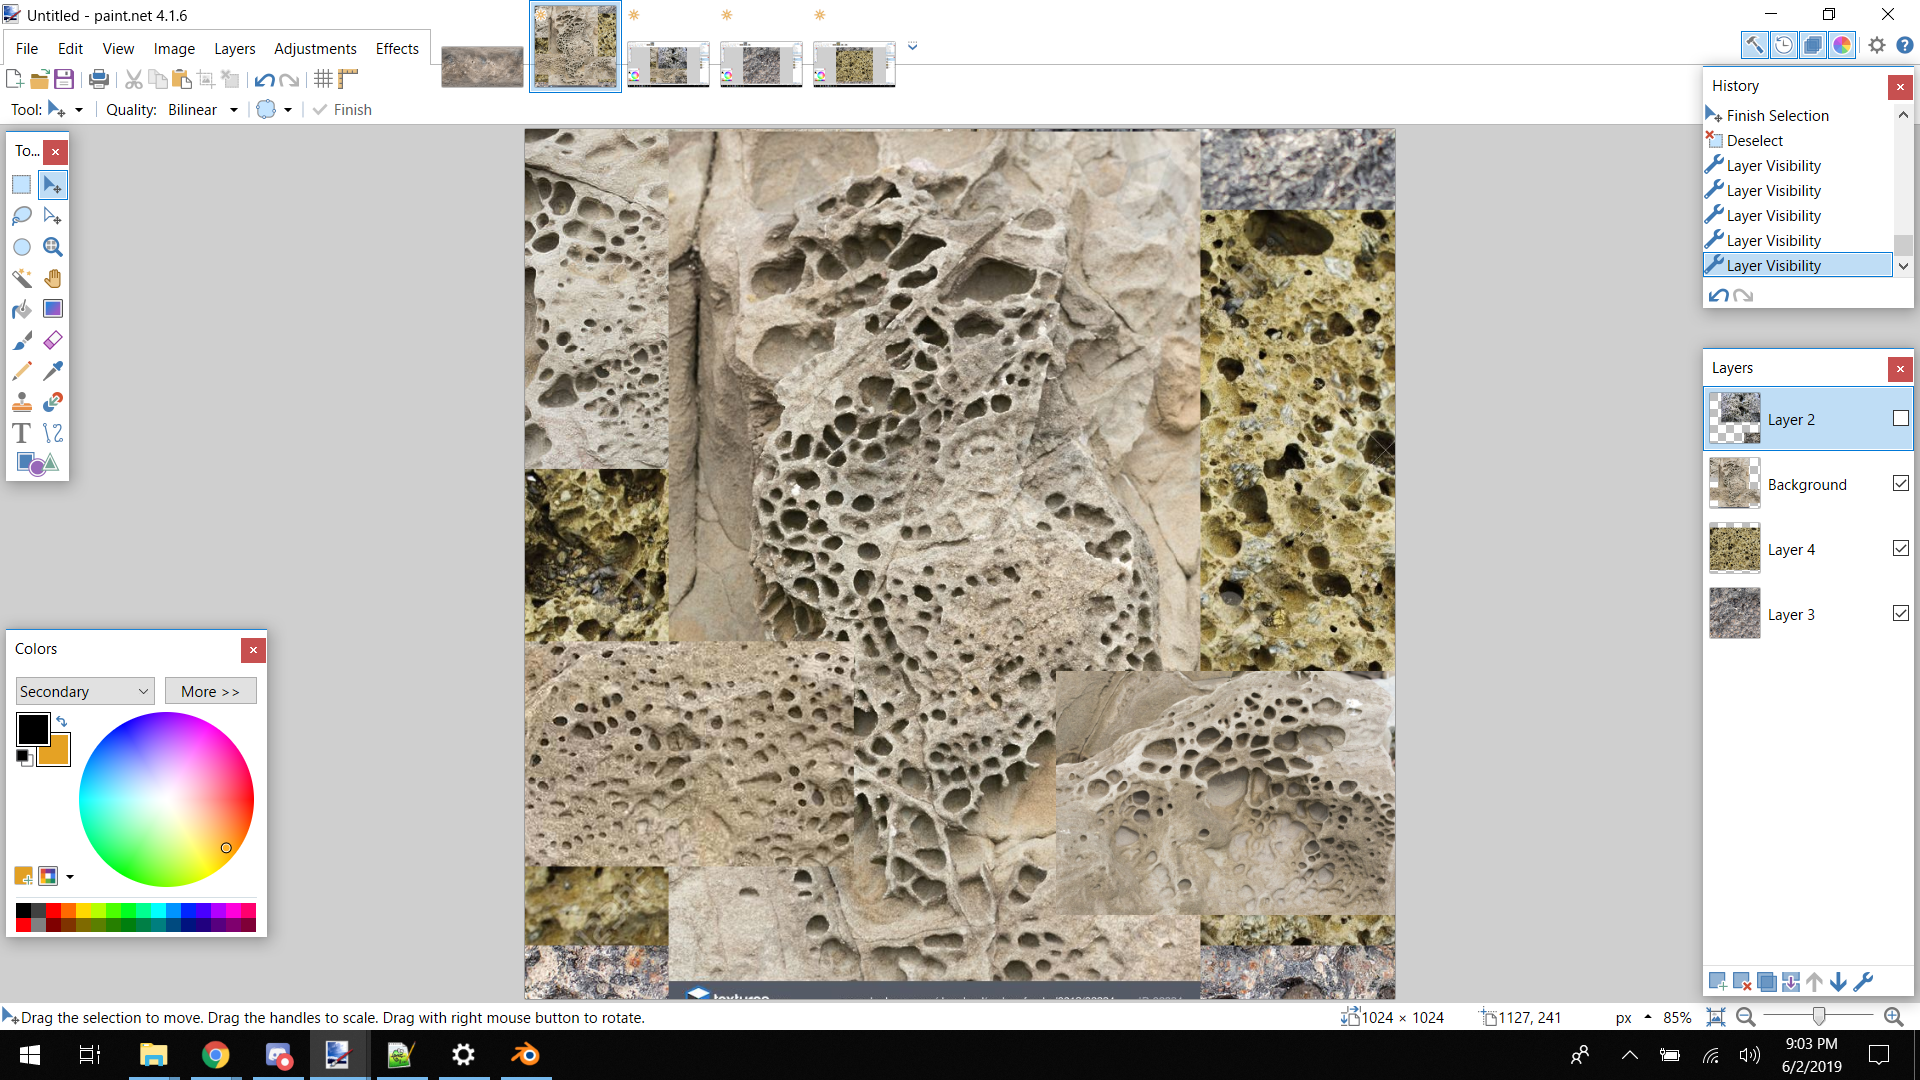 Untitled - paint.net 4.1.6
File Edit View Image Layers Adjustments Effects
Tool: Quality: Bilinear Finish
To...
History
Finish Selection
Deselect
Layer Visibility
Layer Visibility
Layer Visibility
Layer Visibility
Layer Visibility
Layers
Layer 2
Background
Layer 4
Layer 3
Colors
Secondary More >>
textures
Drag the selection to move. Drag the handles to scale. Drag with right mouse button to rotate. 1024 × 1024 1127, 241 px 85%
9:03 PM
6/2/2019